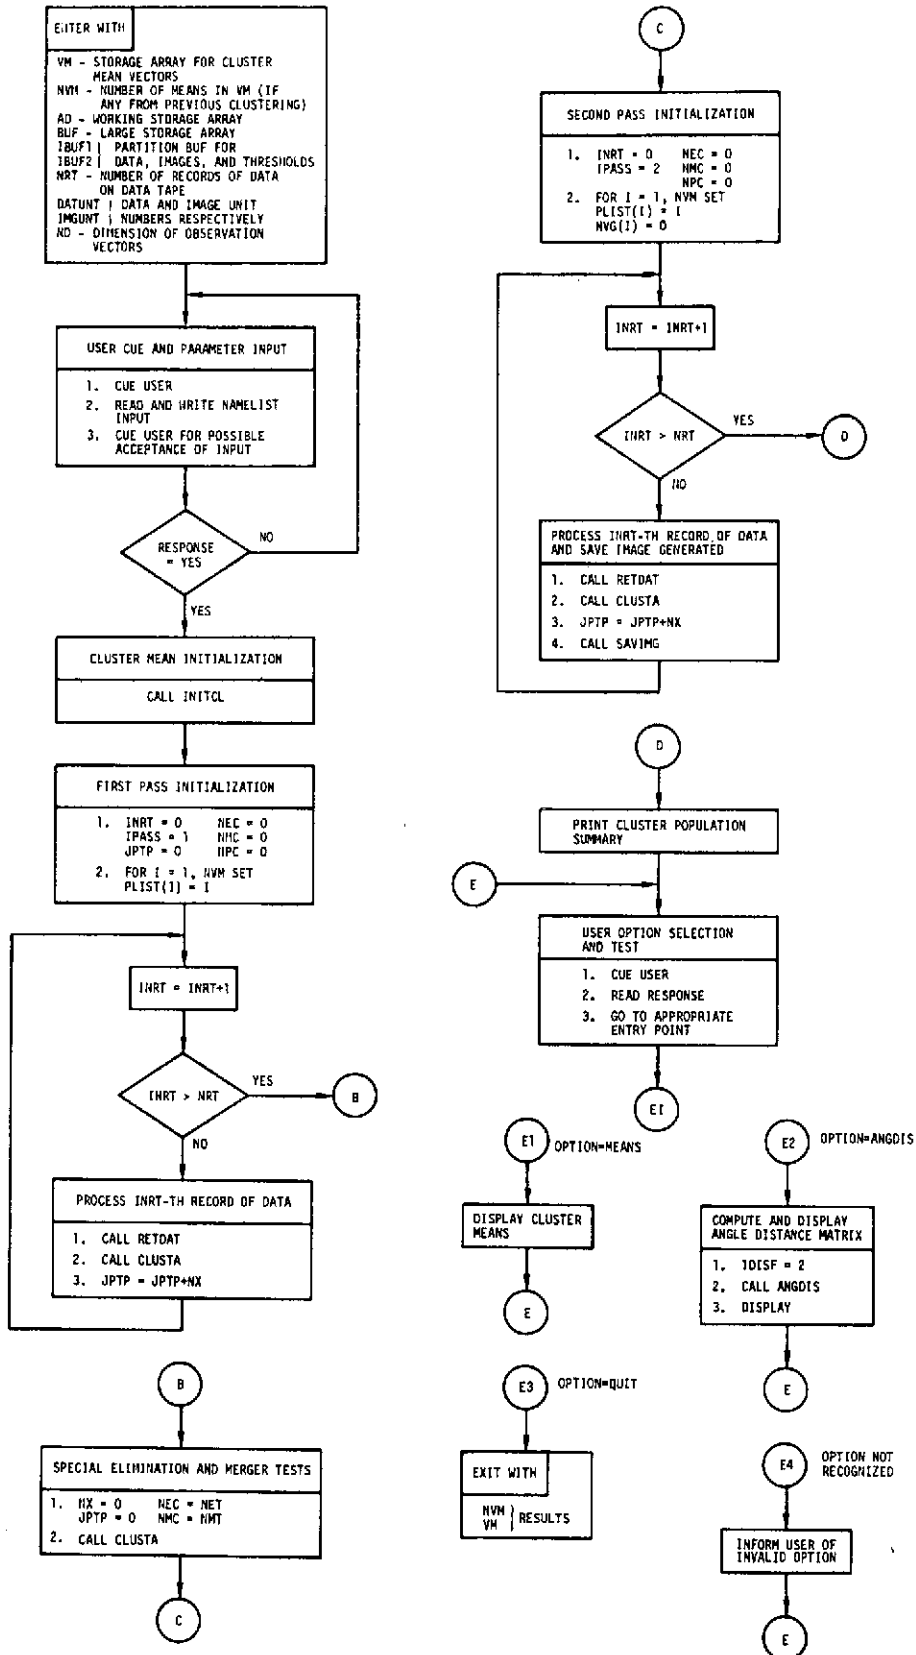 ENTER WITH
VM - STORAGE ARRAY FOR CLUSTER
MEAN VECTORS
NVM - NUMBER OF MEANS IN VM (IF
ANY FROM PREVIOUS CLUSTERING)
AD - WORKING STORAGE ARRAY
BUF - LARGE STORAGE ARRAY
IBUF1 | PARTITION BUF FOR
IBUF2 | DATA, IMAGES, AND THRESHOLDS
NRT - NUMBER OF RECORDS OF DATA
ON DATA TAPE
DATUNT | DATA AND IMAGE UNIT
IMGUNT | NUMBERS RESPECTIVELY
ND - DIMENSION OF OBSERVATION
VECTORS
USER CUE AND PARAMETER INPUT
1. CUE USER
2. READ AND WRITE NAMELIST
INPUT
3. CUE USER FOR POSSIBLE
ACCEPTANCE OF INPUT
RESPONSE
= YES
NO
YES
CLUSTER MEAN INITIALIZATION
CALL INITCL
FIRST PASS INITIALIZATION
1. INRT = 0 NEC = 0
IPASS = 1 NMC = 0
JPTP = 0 NPC = 0
2. FOR I = 1, NVM SET
PLIST(I) = I
INRT = INRT+1
INRT > NRT
YES
B
NO
PROCESS INRT-TH RECORD OF DATA
1. CALL RETDAT
2. CALL CLUSTA
3. JPTP = JPTP+NX
B
SPECIAL ELIMINATION AND MERGER TESTS
1. NX = 0 NEC = NET
JPTP = 0 NMC = NMT
2. CALL CLUSTA
C
C
SECOND PASS INITIALIZATION
1. INRT = 0 NEC = 0
IPASS = 2 NMC = 0
NPC = 0
2. FOR I = 1, NVM SET
PLIST(I) = I
NVG(I) = 0
INRT = INRT+1
INRT > NRT
YES
D
NO
PROCESS INRT-TH RECORD OF DATA
AND SAVE IMAGE GENERATED
1. CALL RETDAT
2. CALL CLUSTA
3. JPTP = JPTP+NX
4. CALL SAVIMG
D
PRINT CLUSTER POPULATION
SUMMARY
E
USER OPTION SELECTION
AND TEST
1. CUE USER
2. READ RESPONSE
3. GO TO APPROPRIATE
ENTRY POINT
EI
E1 OPTION=MEANS
DISPLAY CLUSTER
MEANS
E
E2 OPTION=ANGDIS
COMPUTE AND DISPLAY
ANGLE DISTANCE MATRIX
1. IDISF = 2
2. CALL ANGDIS
3. DISPLAY
E
E3 OPTION=QUIT
EXIT WITH
NVM } RESULTS
VM
E4 OPTION NOT
RECOGNIZED
INFORM USER OF
INVALID OPTION
E